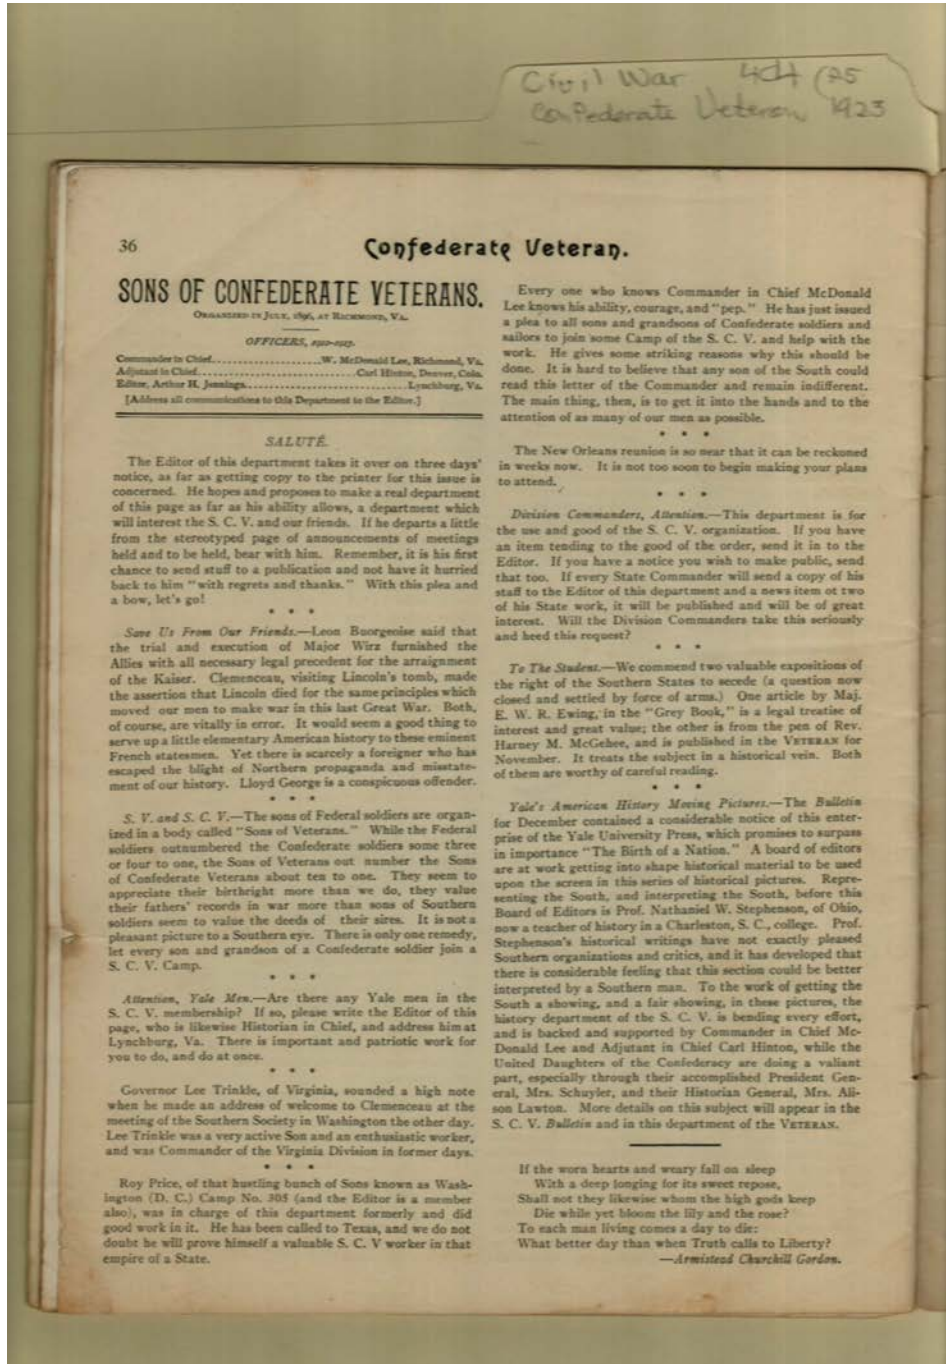 Civil War 4th (25
Confederate Veteran 1923
36
Confederate Veteran.
SONS OF CONFEDERATE VETERANS.
ORGANIZED IN JULY, 1896, AT RICHMOND, VA.
OFFICERS,
Commander in Chief....................W. McDonald Lee, Richmond, Va.
Adjutant in Chief.............................Carl Hinton, Denver, Colo.
Editor, Arthur H. Jennings..............................Lynchburg, Va.
[Address all communications to this Department to the Editor.]
SALUTÉ.
The Editor of this department takes it over on three days'
notice, as far as getting copy to the printer for this issue is
concerned. He hopes and proposes to make a real department
of this page as far as his ability allows, a department which
will interest the S. C. V. and our friends. If he departs a little
from the stereotyped page of announcements of meetings
held and to be held, bear with him. Remember, it is his first
chance to send stuff to a publication and not have it hurried
back to him "with regrets and thanks." With this plea and
a bow, let's go!
* * *
Save Us From Our Friends.—Leon Buorgeoise said that
the trial and execution of Major Wirz furnished the
Allies with all necessary legal precedent for the arraignment
of the Kaiser. Clemenceau, visiting Lincoln's tomb, made
the assertion that Lincoln died for the same principles which
moved our men to make war in this last Great War. Both,
of course, are vitally in error. It would seem a good thing to
serve up a little elementary American history to these eminent
French statesmen. Yet there is scarcely a foreigner who has
escaped the blight of Northern propaganda and misstate-
ment of our history. Lloyd George is a conspicuous offender.
* * *
S. V. and S. C. V.—The sons of Federal soldiers are organ-
ized in a body called "Sons of Veterans." While the Federal
soldiers outnumbered the Confederate soldiers some three
or four to one, the Sons of Veterans out number the Sons
of Confederate Veterans about ten to one. They seem to
appreciate their birthright more than we do, they value
their fathers' records in war more than sons of Southern
soldiers seem to value the deeds of their sires. It is not a
pleasant picture to a Southern eye. There is only one remedy,
let every son and grandson of a Confederate soldier join a
S. C. V. Camp.
* * *
Attention, Yale Men.—Are there any Yale men in the
S. C. V. membership? If so, please write the Editor of this
page, who is likewise Historian in Chief, and address him at
Lynchburg, Va. There is important and patriotic work for
you to do, and do at once.
* * *
Governor Lee Trinkle, of Virginia, sounded a high note
when he made an address of welcome to Clemenceau at the
meeting of the Southern Society in Washington the other day.
Lee Trinkle was a very active Son and an enthusiastic worker,
and was Commander of the Virginia Division in former days.
* * *
Roy Price, of that hustling bunch of Sons known as Wash-
ington (D. C.) Camp No. 305 (and the Editor is a member
also), was in charge of this department formerly and did
good work in it. He has been called to Texas, and we do not
doubt he will prove himself a valuable S. C. V worker in that
empire of a State.
Every one who knows Commander in Chief McDonald
Lee knows his ability, courage, and "pep." He has just issued
a plea to all sons and grandsons of Confederate soldiers and
sailors to join some Camp of the S. C. V. and help with the
work. He gives some striking reasons why this should be
done. It is hard to believe that any son of the South could
read this letter of the Commander and remain indifferent.
The main thing, then, is to get it into the hands and to the
attention of as many of our men as possible.
* * *
The New Orleans reunion is so near that it can be reckoned
in weeks now. It is not too soon to begin making your plans
to attend.
* * *
Division Commanders, Attention.—This department is for
the use and good of the S. C. V. organization. If you have
an item tending to the good of the order, send it in to the
Editor. If you have a notice you wish to make public, send
that too. If every State Commander will send a copy of his
staff to the Editor of this department and a news item ot two
of his State work, it will be published and will be of great
interest. Will the Division Commanders take this seriously
and heed this request?
* * *
To The Student.—We commend two valuable expositions of
the right of the Southern States to secede (a question now
closed and settled by force of arms.) One article by Maj.
E. W. R. Ewing, in the "Grey Book," is a legal treatise of
interest and great value; the other is from the pen of Rev.
Harney M. McGehee, and is published in the VETERAN for
November. It treats the subject in a historical vein. Both
of them are worthy of careful reading.
* * *
Yale's American History Moving Pictures.—The Bulletin
for December contained a considerable notice of this enter-
prise of the Yale University Press, which promises to surpass
in importance "The Birth of a Nation." A board of editors
are at work getting into shape historical material to be used
upon the screen in this series of historical pictures. Repre-
senting the South, and interpreting the South, before this
Board of Editors is Prof. Nathaniel W. Stephenson, of Ohio,
now a teacher of history in a Charleston, S. C., college. Prof.
Stephenson's historical writings have not exactly pleased
Southern organizations and critics, and it has developed that
there is considerable feeling that this section could be better
interpreted by a Southern man. To the work of getting the
South a showing, and a fair showing, in these pictures, the
history department of the S. C. V. is bending every effort,
and is backed and supported by Commander in Chief Mc-
Donald Lee and Adjutant in Chief Carl Hinton, while the
United Daughters of the Confederacy are doing a valiant
part, especially through their accomplished President Gen-
eral, Mrs. Schuyler, and their Historian General, Mrs. Ali-
son Lawton. More details on this subject will appear in the
S. C. V. Bulletin and in this department of the VETERAN.
If the worn hearts and weary fall on sleep
With a deep longing for its sweet repose,
Shall not they likewise whom the high gods keep
Die while yet bloom the lily and the rose?
To each man living comes a day to die:
What better day than when Truth calls to Liberty?
—Armistead Churchill Gordon.